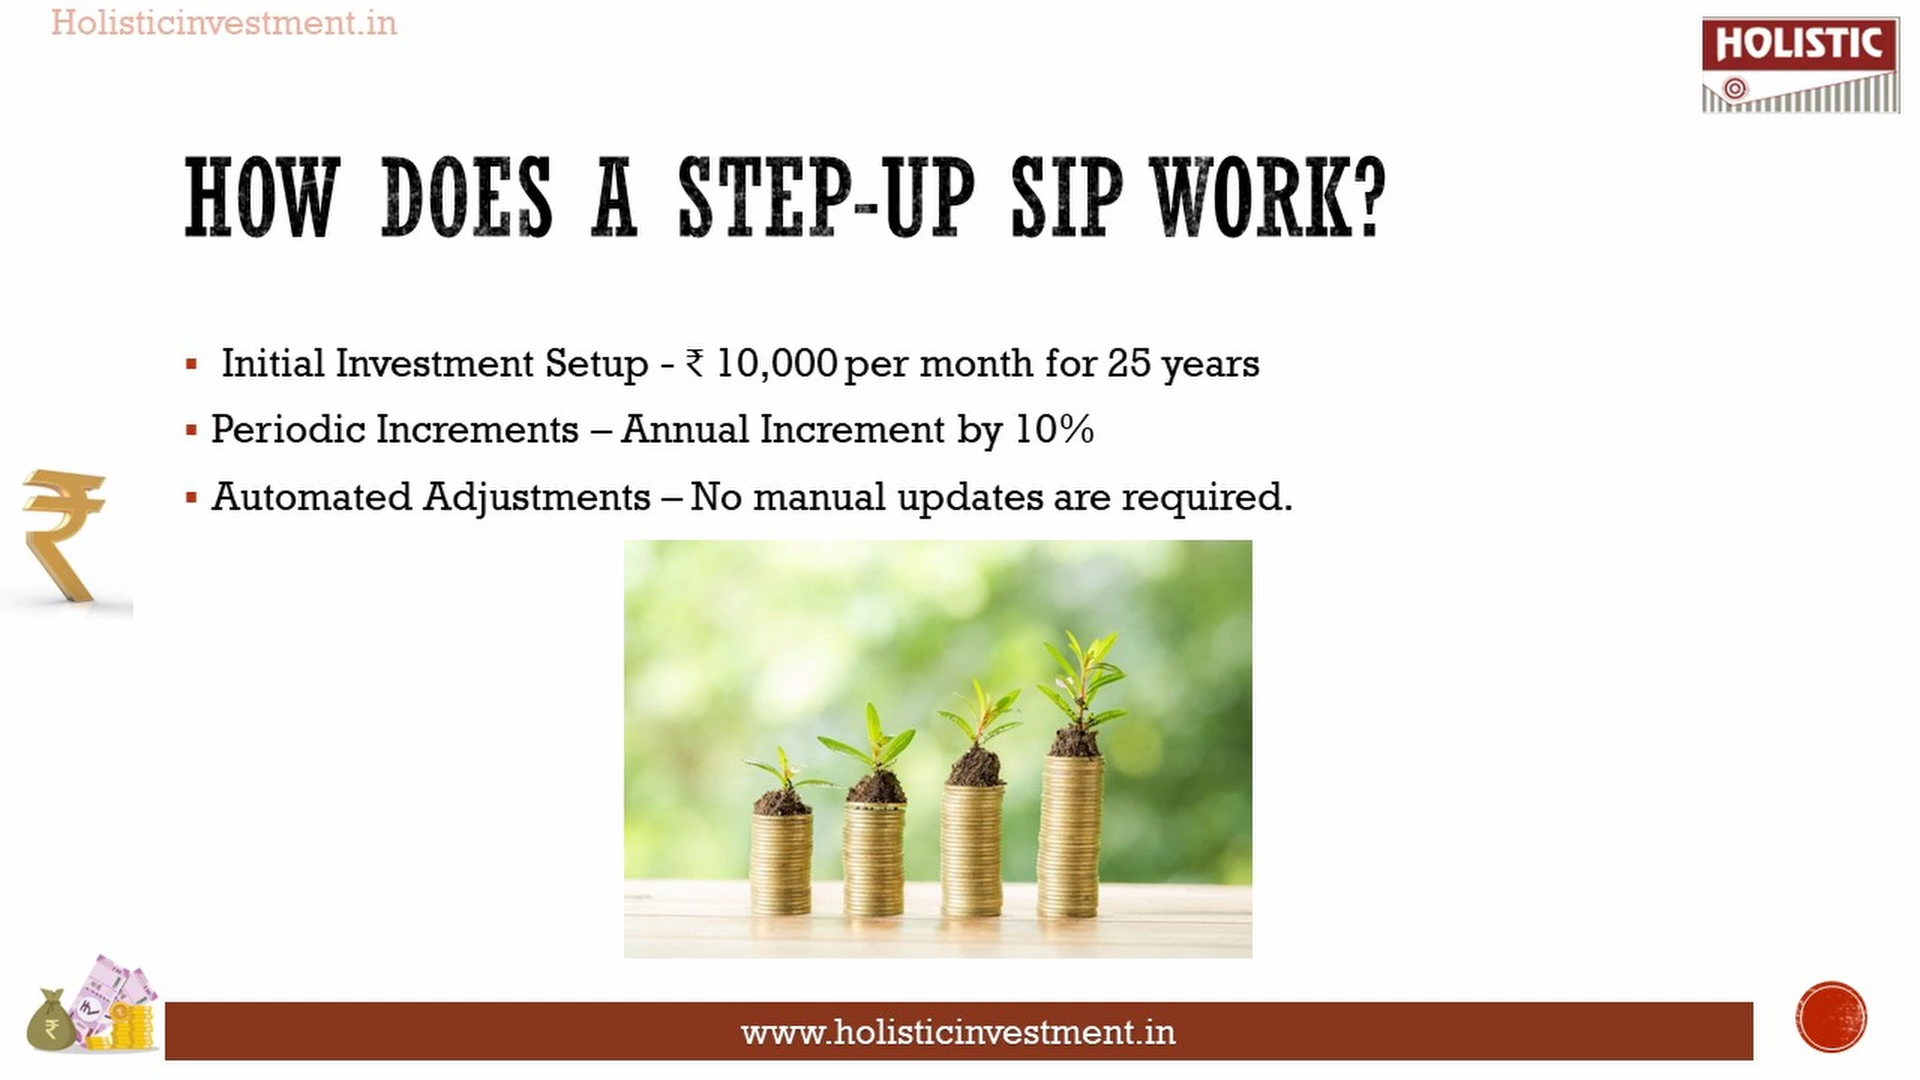 Holisticinvestment.in
HOLISTIC
HOW DOES A STEP-UP SIP WORK?
▪ Initial Investment Setup - ₹ 10,000 per month for 25 years
▪ Periodic Increments – Annual Increment by 10%
▪ Automated Adjustments – No manual updates are required.
www.holisticinvestment.in